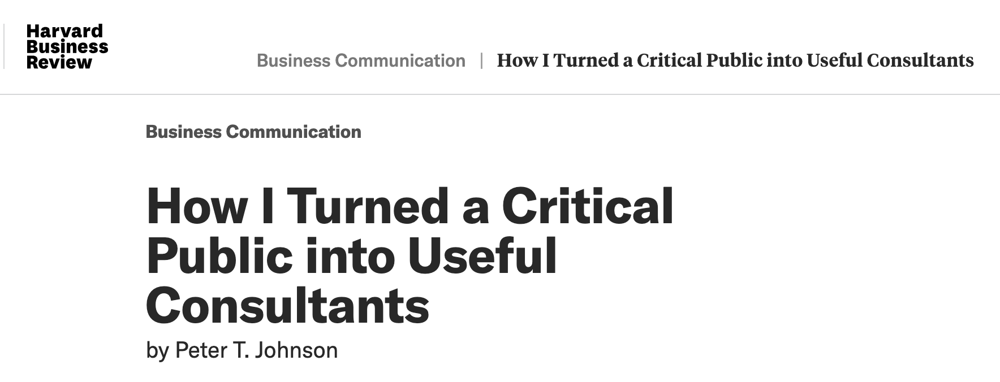 Harvard
Business
Review
Business Communication | How I Turned a Critical Public into Useful Consultants
Business Communication
How I Turned a Critical
Public into Useful
Consultants
by Peter T. Johnson